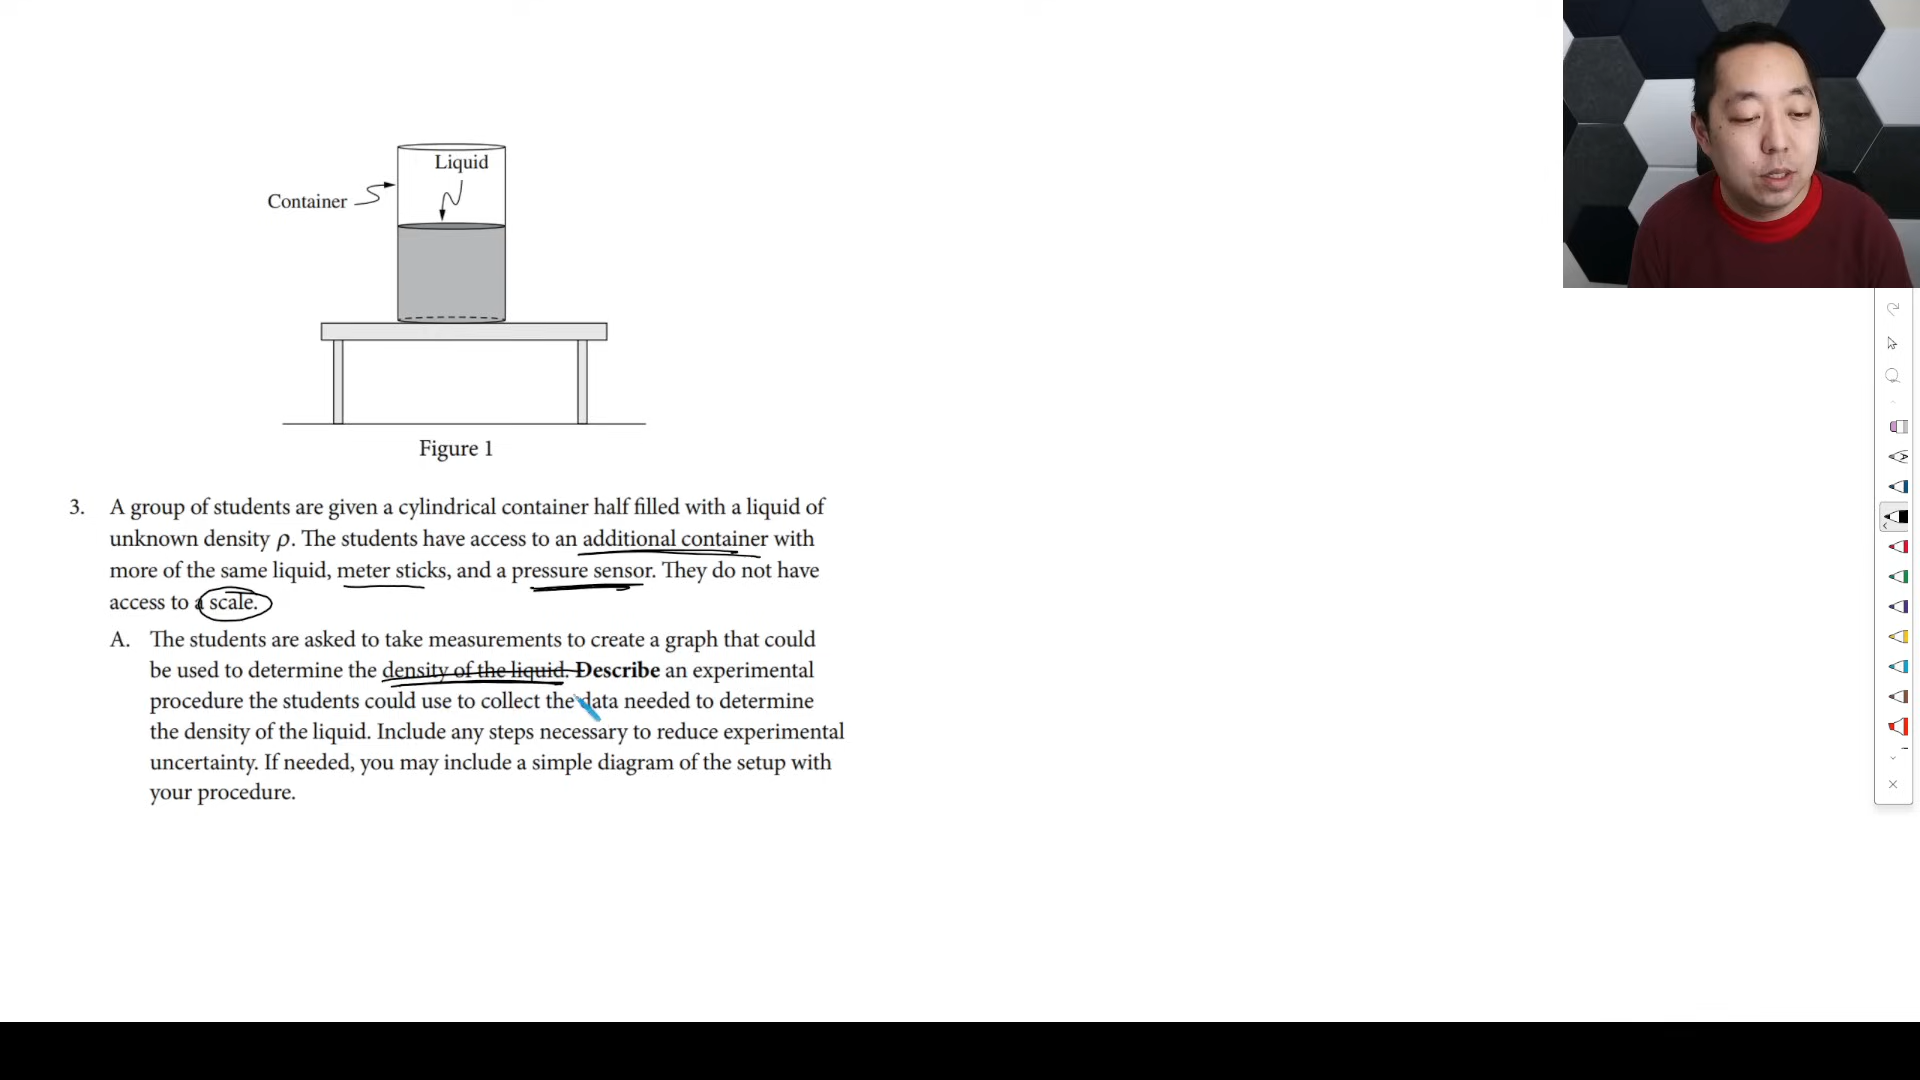 Liquid
Container
Figure 1
3. A group of students are given a cylindrical container half filled with a liquid of
unknown density ρ. The students have access to an additional container with
more of the same liquid, meter sticks, and a pressure sensor. They do not have
access to a scale.
A. The students are asked to take measurements to create a graph that could
be used to determine the density of the liquid. Describe an experimental
procedure the students could use to collect the data needed to determine
the density of the liquid. Include any steps necessary to reduce experimental
uncertainty. If needed, you may include a simple diagram of the setup with
your procedure.